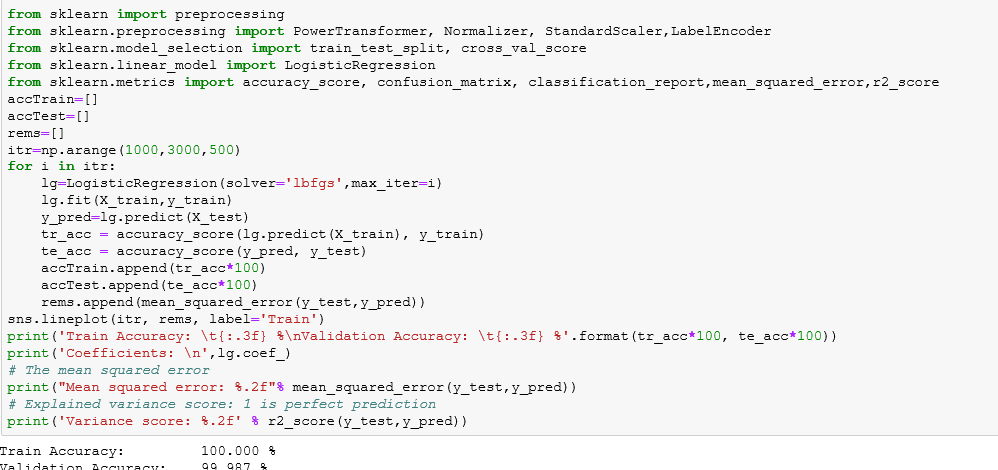 from sklearn import preprocessing
from sklearn.preprocessing import PowerTransformer, Normalizer, StandardScaler,LabelEncoder
from sklearn.model_selection import train_test_split, cross_val_score
from sklearn.linear_model import LogisticRegression
from sklearn.metrics import accuracy_score, confusion_matrix, classification_report,mean_squared_error,r2_score
accTrain=[]
accTest=[]
rems=[]
itr=np.arange(1000,3000,500)
for i in itr:
    lg=LogisticRegression(solver='lbfgs',max_iter=i)
    lg.fit(X_train,y_train)
    y_pred=lg.predict(X_test)
    tr_acc = accuracy_score(lg.predict(X_train), y_train)
    te_acc = accuracy_score(y_pred, y_test)
    accTrain.append(tr_acc*100)
    accTest.append(te_acc*100)
    rems.append(mean_squared_error(y_test,y_pred))
sns.lineplot(itr, rems, label='Train')
print('Train Accuracy: \t{:.3f} %\nValidation Accuracy: \t{:.3f} %'.format(tr_acc*100, te_acc*100))
print('Coefficients: \n',lg.coef_)
# The mean squared error
print("Mean squared error: %.2f"% mean_squared_error(y_test,y_pred))
# Explained variance score: 1 is perfect prediction
print('Variance score: %.2f' % r2_score(y_test,y_pred))
Train Accuracy:         100.000 %
Validation Accuracy:    99.987 %